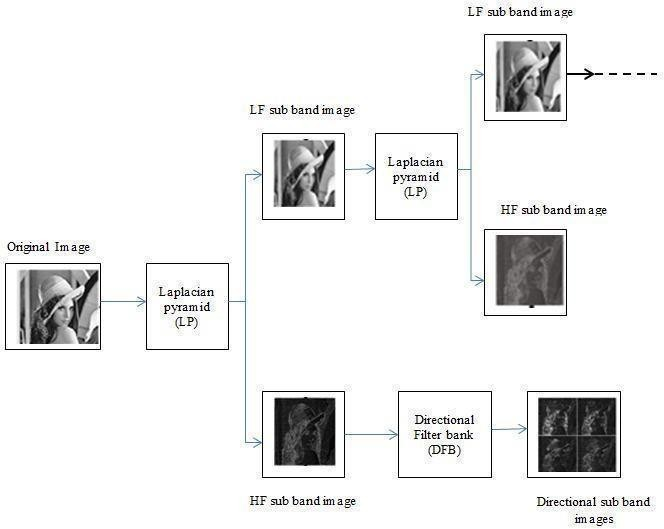 LF sub band image
LF sub band image
Laplacian
pyramid
(LP)
HF sub band image
Original Image
Laplacian
pyramid
(LP)
Directional
Filter bank
(DFB)
HF sub band image
Directional sub band
images